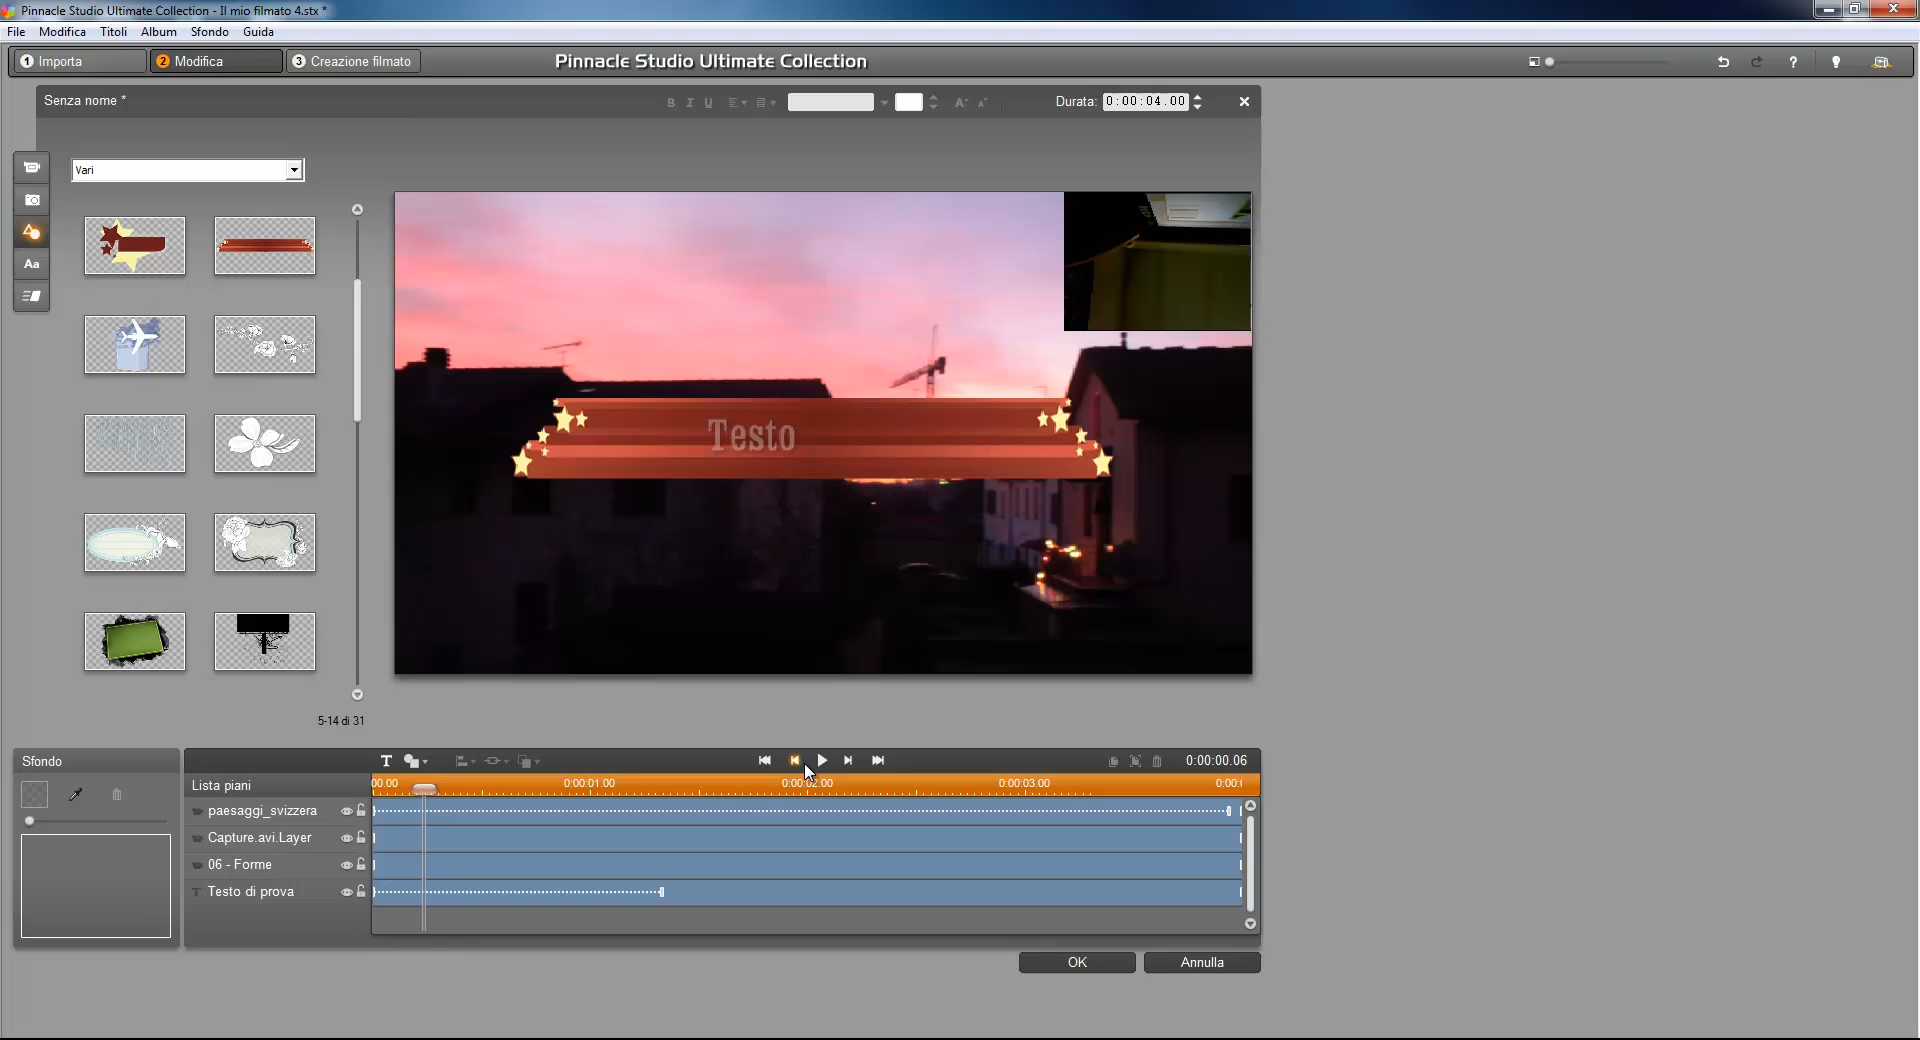 Pinnacle Studio Ultimate Collection - Il mio filmato 4.stx *
File Modifica Titoli Album Sfondo Guida
1 Importa 2 Modifica 3 Creazione filmato Pinnacle Studio Ultimate Collection ?
Senza nome * B I U Durata: 0:00:04.00
Vari
Aa
Testo
5-14 di 31
Sfondo T 0:00:00.06
Lista piani 00.00 0:00:01.00 0:00:02.00 0:00:03.00
paesaggi_svizzera
Capture.avi.Layer
06 - Forme
T Testo di prova
OK Annulla